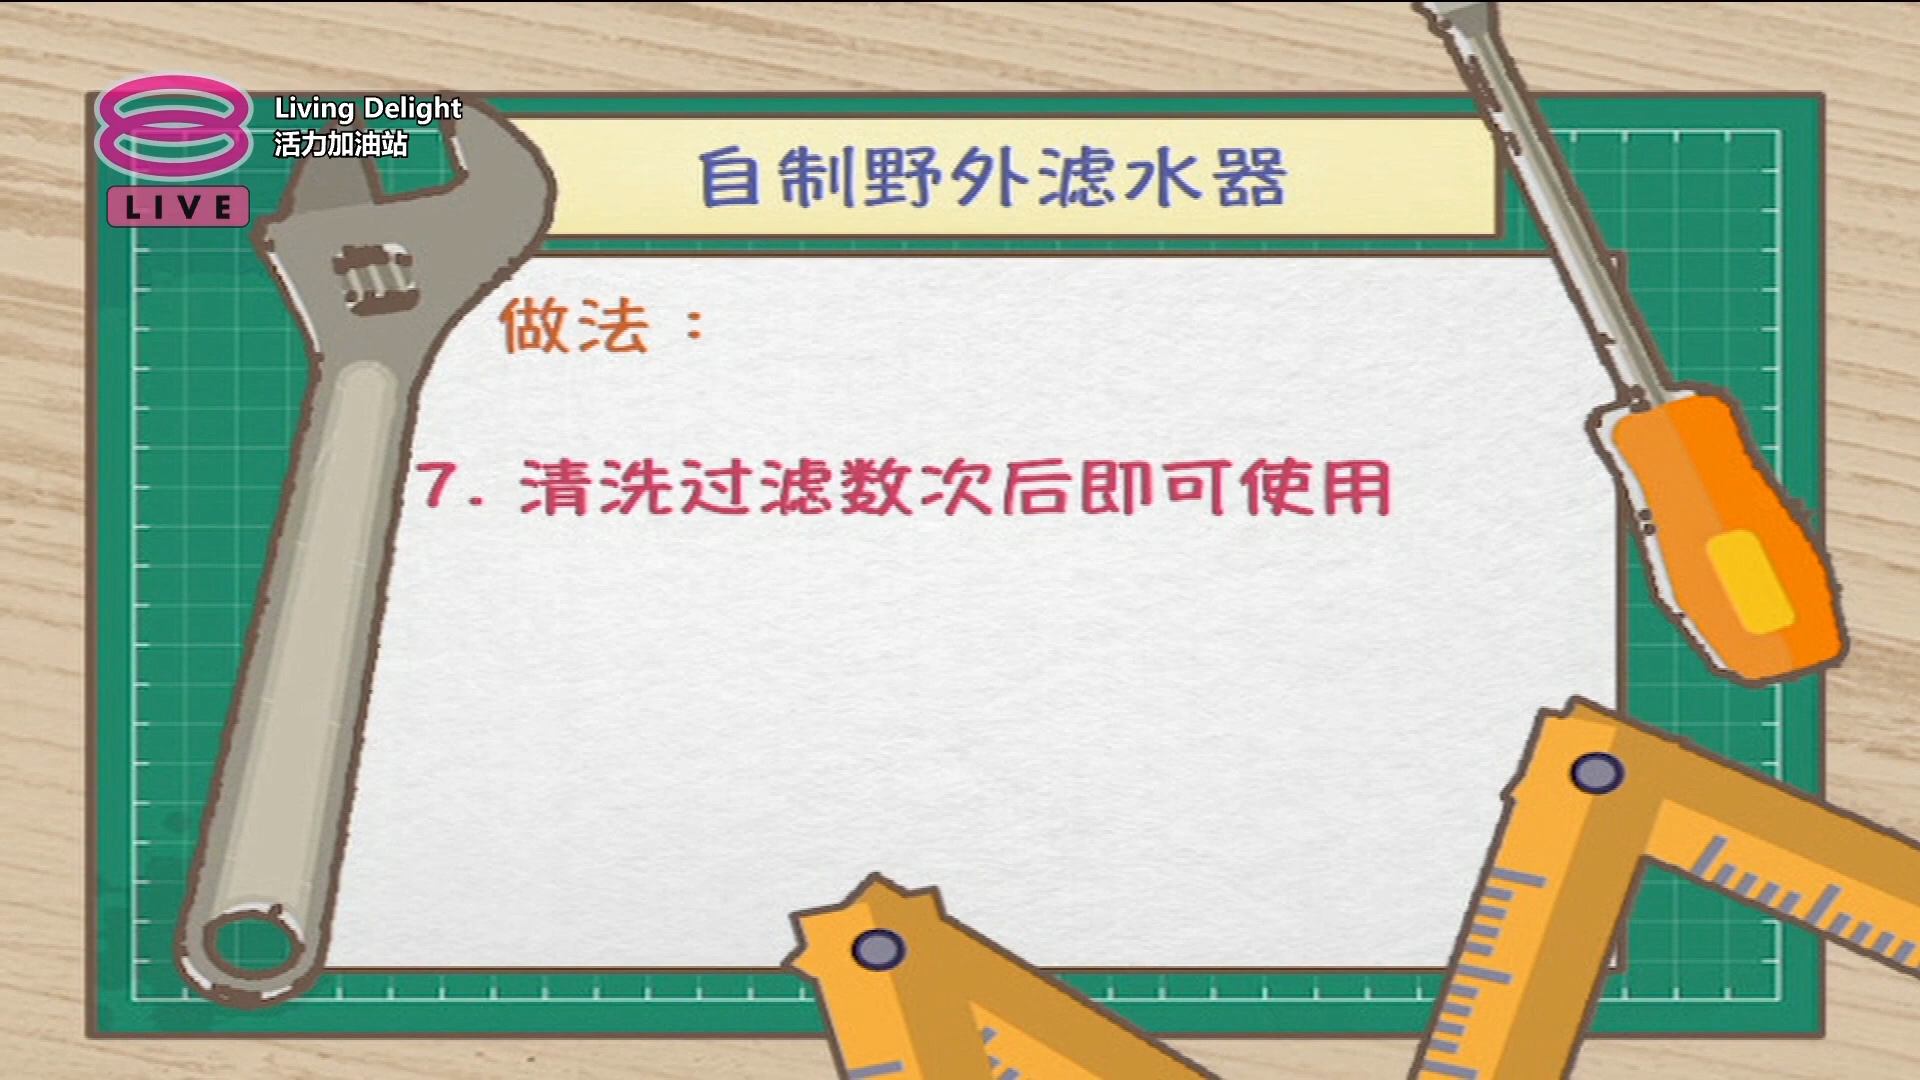 Living Delight
活力加油站
LIVE
自制野外滤水器
做法：
7. 清洗过滤数次后即可使用